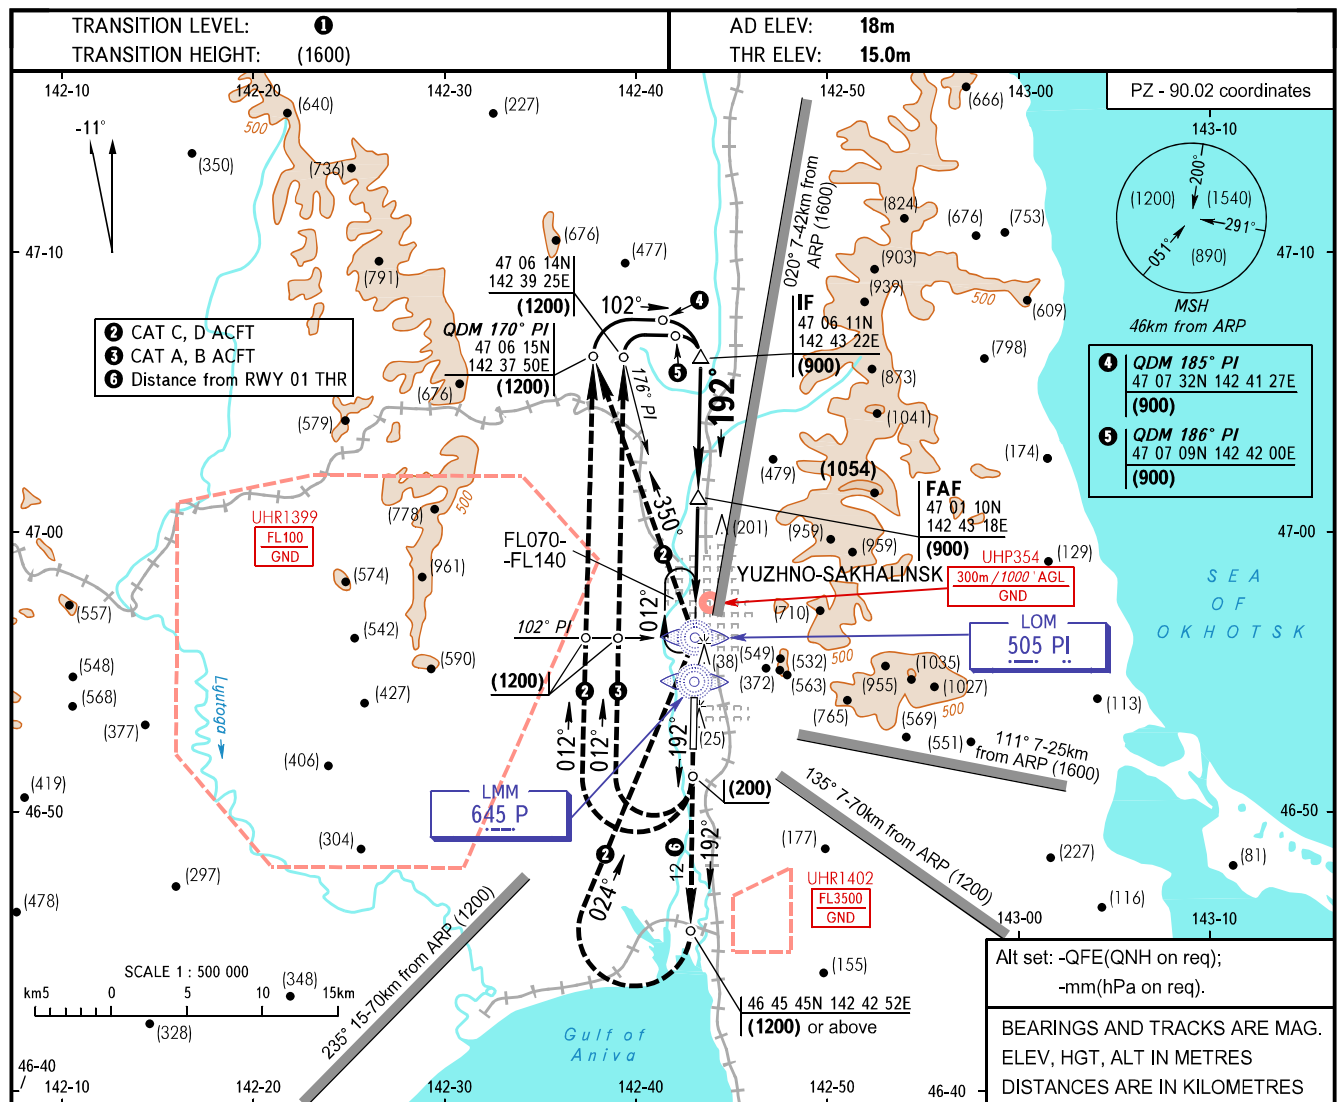 TRANSITION LEVEL: 1
TRANSITION HEIGHT: (1600)
AD ELEV: 18m
THR ELEV: 15.0m
142-10
142-20
142-30
142-40
142-50
143-00
PZ - 90.02 coordinates
143-10
-11°
(640)
500
(227)
(666)
(350)
(736)
200°
(1200)
(1540)
291°
051°
(890)
MSH
46km from ARP
(824)
(676)
(753)
47-10
(791)
(676)
(477)
020° 7-42km from
ARP (1600)
(903)
(939)
500
(609)
47-10
47 06 14N
142 39 25E
(1200)
102°
4
IF
47 06 11N
142 43 22E
(900)
2 CAT C, D ACFT
3 CAT A, B ACFT
6 Distance from RWY 01 THR
QDM 170° PI
47 06 15N
142 37 50E
(1200)
5
176° PI
192°
(798)
(873)
4 QDM 185° PI
47 07 32N 142 41 27E
(900)
5 QDM 186° PI
47 07 09N 142 42 00E
(900)
(676)
(579)
(1041)
(479)
(1054)
(174)
500
(778)
350°
FAF
47 01 10N
142 43 18E
(900)
47-00
UHR1399
FL100
GND
FL070-
-FL140
2
(201)
(959)
(959)
47-00
(129)
(574)
(961)
YUZHNO-SAKHALINSK
UHP354
300m / 1000' AGL
GND
SEA
OF
OKHOTSK
(557)
012°
(710)
(542)
102° PI
LOM
505 PI
500
(548)
(590)
(38)
(549)
(532)
(1035)
(568)
(1200)
2
3
(372)
(563)
(955)
(1027)
500
(427)
(765)
(569)
(113)
(377)
Lyutoga
012°
012°
192°
(25)
(551)
111° 7-25km
from ARP (1600)
(406)
(419)
LMM
645 P
(200)
135° 7-70km from ARP (1200)
46-50
46-50
(304)
2
6
12
192°
(177)
(227)
(81)
(297)
024°
UHR1402
FL3500
GND
(478)
(116)
143-00
143-10
235° 15-70km from ARP (1200)
SCALE 1 : 500 000
km5 0 5 10 15km
(348)
(328)
(155)
46 45 45N 142 42 52E
(1200) or above
Gulf of
Aniva
Alt set: -QFE(QNH on req);
-mm(hPa on req).
BEARINGS AND TRACKS ARE MAG.
ELEV, HGT, ALT IN METRES
DISTANCES ARE IN KILOMETRES
46-40
142-10
142-20
142-30
142-40
142-50
46-40